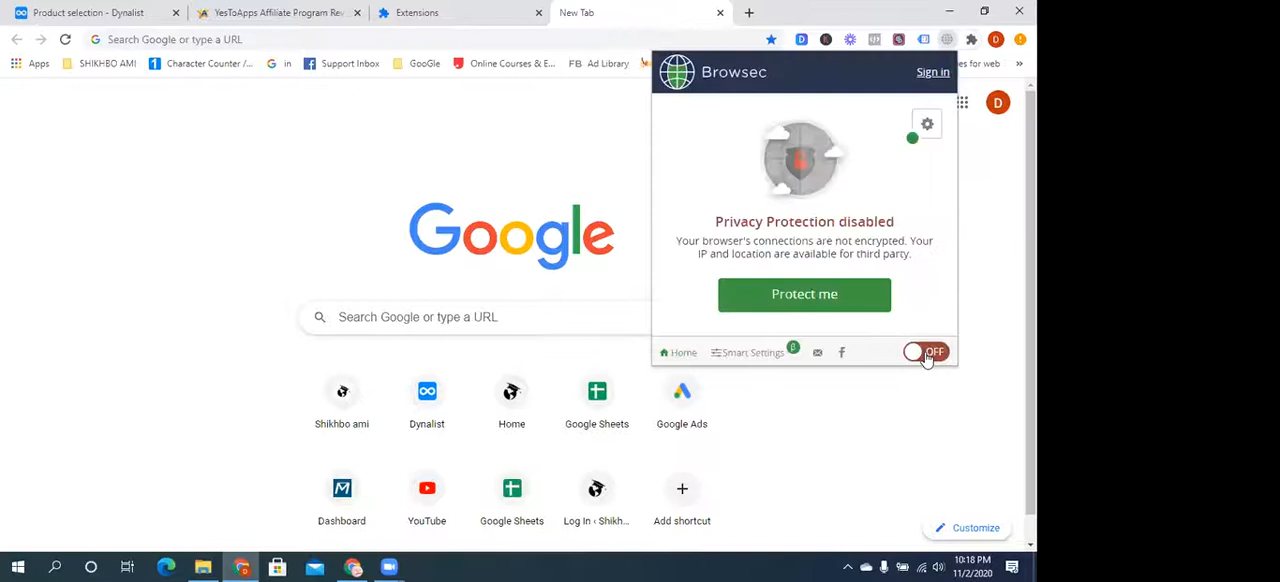 Product selection - Dynalist
YesToApps Affiliate Program Rev
Extensions
New Tab
Search Google or type a URL
Apps
SHIKHBO AMI
Character Counter /...
in
Support Inbox
GooGle
Online Courses & E...
FB Ad Library
es for web
»
Browsec
Sign in
D
Privacy Protection disabled
Your browser's connections are not encrypted. Your
IP and location are available for third party.
Protect me
Home
Smart Settings
β
OFF
Google
Search Google or type a URL
Shikhbo ami
Dynalist
Home
Google Sheets
Google Ads
Dashboard
YouTube
Google Sheets
Log In ‹ Shikh...
Add shortcut
Customize
10:18 PM
11/2/2020